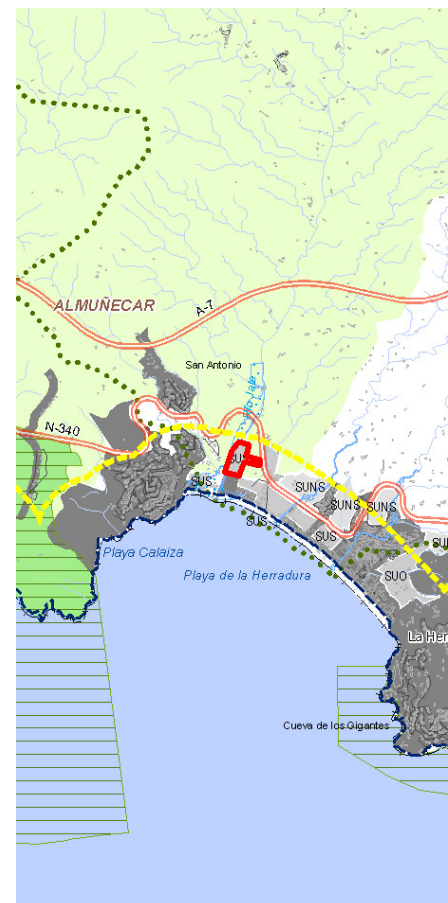 ALMUÑECAR
A-7
San Antonio
N-340
SUS
SUS
SUNS
SUNS
SUNS
SUS
SUS
Playa Calaiza
Playa de la Herradura
SUO
La Her
Cueva de los Gigantes